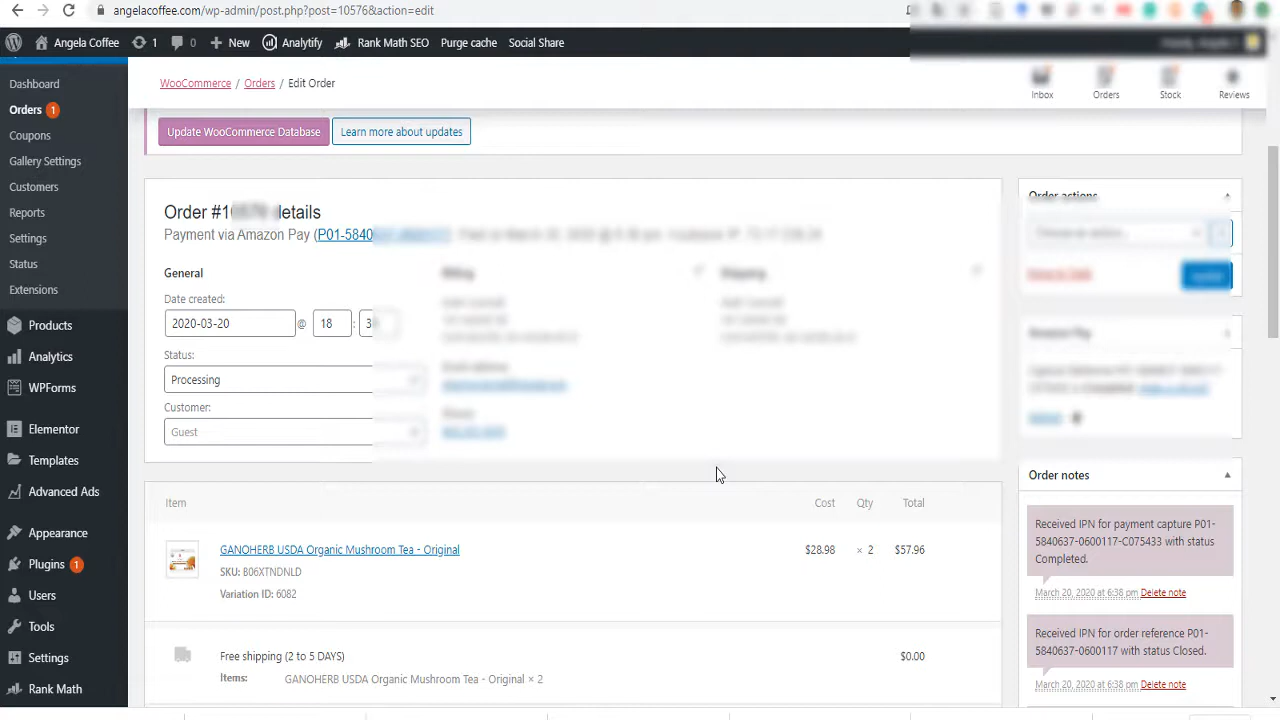 angelacoffee.com/wp-admin/post.php?post=10576&action=edit
Angela Coffee 1 0 New Analytify Rank Math SEO Purge cache Social Share
Dashboard
Orders 1
Coupons
Gallery Settings
Customers
Reports
Settings
Status
Extensions
Products
Analytics
WPForms
Elementor
Templates
Advanced Ads
Appearance
Plugins 1
Users
Tools
Settings
Rank Math
WooCommerce / Orders / Edit Order
Inbox
Orders
Stock
Reviews
Update WooCommerce Database
Learn more about updates
Order #1
Payment via Amazon Pay (P01-5840
General
Date created:
2020-03-20 @ 18 :
Status:
Processing
Customer:
Guest
Order actions
Item Cost Qty Total
GANOHERB USDA Organic Mushroom Tea - Original $28.98 × 2 $57.96
SKU: B06XTNDNLD
Variation ID: 6082
Free shipping (2 to 5 DAYS) $0.00
Items: GANOHERB USDA Organic Mushroom Tea - Original × 2
Order notes
Received IPN for payment capture P01-
5840637-0600117-C075433 with status
Completed.
March 20, 2020 at 6:38 pm Delete note
Received IPN for order reference P01-
5840637-0600117 with status Closed.
March 20, 2020 at 6:38 pm Delete note